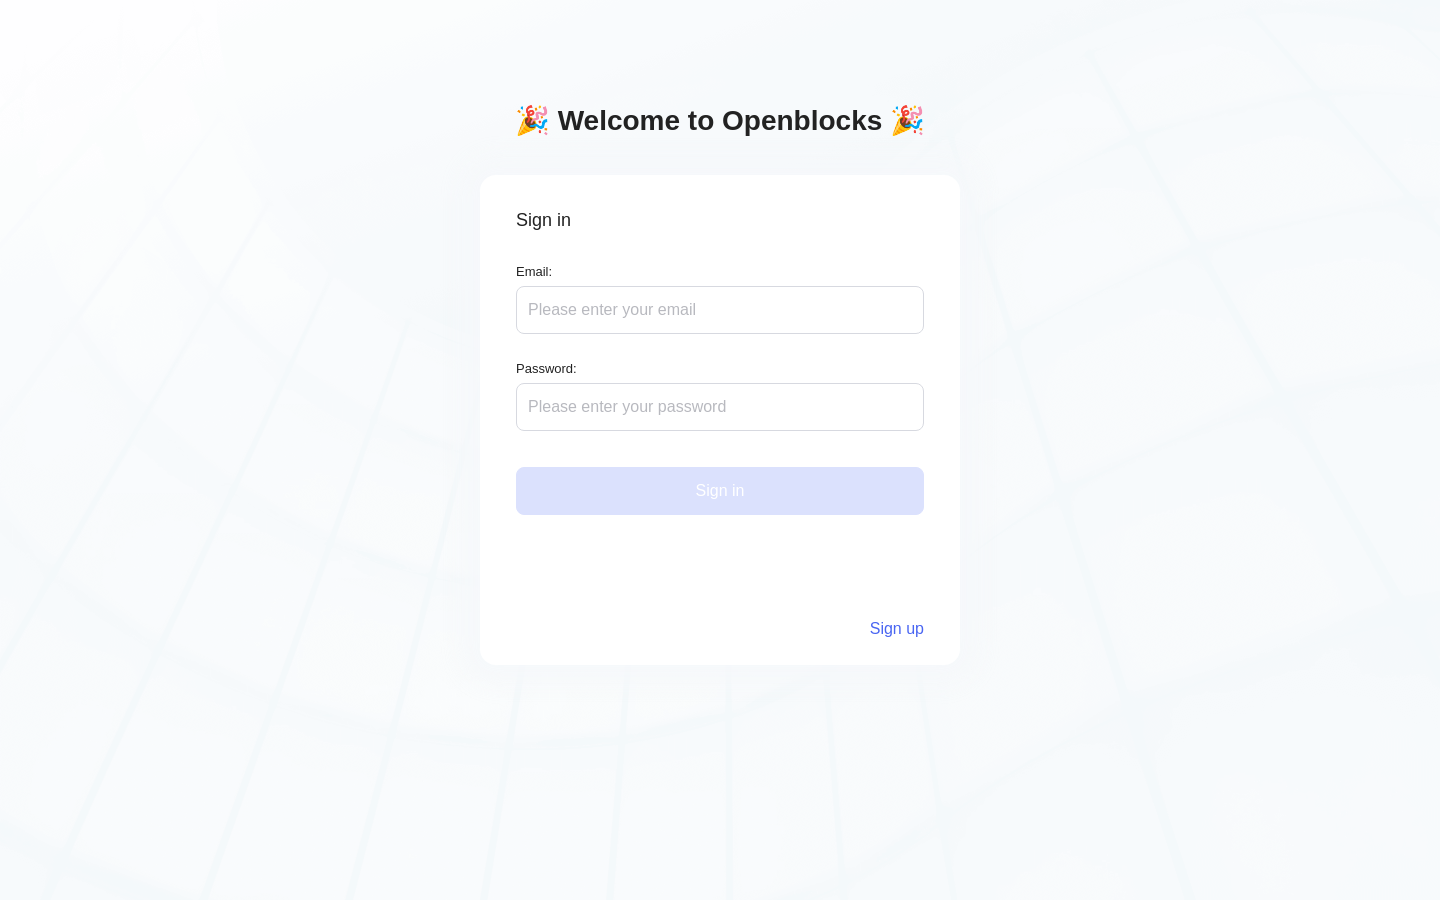 🎉 Welcome to Openblocks 🎉
Sign in
Email:
Please enter your email
Password:
Please enter your password
Sign in
Sign up